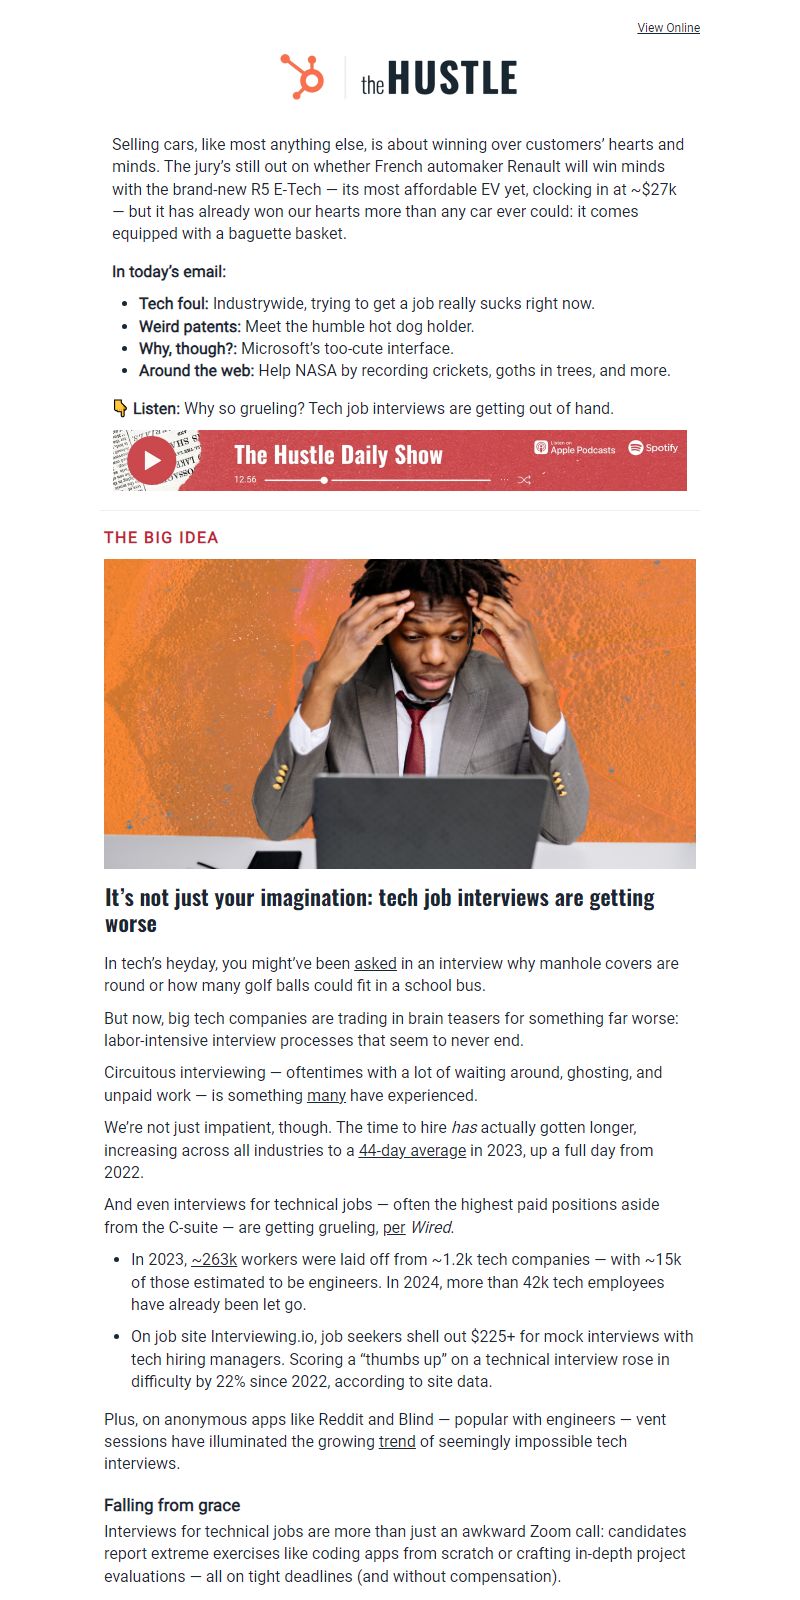 View Online
the HUSTLE
Selling cars, like most anything else, is about winning over customers’ hearts and
minds. The jury’s still out on whether French automaker Renault will win minds
with the brand-new R5 E-Tech — its most affordable EV yet, clocking in at ~$27k
— but it has already won our hearts more than any car ever could: it comes
equipped with a baguette basket.
In today’s email:
• Tech foul: Industrywide, trying to get a job really sucks right now.
• Weird patents: Meet the humble hot dog holder.
• Why, though?: Microsoft’s too-cute interface.
• Around the web: Help NASA by recording crickets, goths in trees, and more.
👇 Listen: Why so grueling? Tech job interviews are getting out of hand.
The Hustle Daily Show
Listen on
Apple Podcasts
Spotify
12.56
THE BIG IDEA
It’s not just your imagination: tech job interviews are getting
worse
In tech’s heyday, you might’ve been asked in an interview why manhole covers are
round or how many golf balls could fit in a school bus.
But now, big tech companies are trading in brain teasers for something far worse:
labor-intensive interview processes that seem to never end.
Circuitous interviewing — oftentimes with a lot of waiting around, ghosting, and
unpaid work — is something many have experienced.
We’re not just impatient, though. The time to hire has actually gotten longer,
increasing across all industries to a 44-day average in 2023, up a full day from
2022.
And even interviews for technical jobs — often the highest paid positions aside
from the C-suite — are getting grueling, per Wired.
• In 2023, ~263k workers were laid off from ~1.2k tech companies — with ~15k
of those estimated to be engineers. In 2024, more than 42k tech employees
have already been let go.
• On job site Interviewing.io, job seekers shell out $225+ for mock interviews with
tech hiring managers. Scoring a “thumbs up” on a technical interview rose in
difficulty by 22% since 2022, according to site data.
Plus, on anonymous apps like Reddit and Blind — popular with engineers — vent
sessions have illuminated the growing trend of seemingly impossible tech
interviews.
Falling from grace
Interviews for technical jobs are more than just an awkward Zoom call: candidates
report extreme exercises like coding apps from scratch or crafting in-depth project
evaluations — all on tight deadlines (and without compensation).